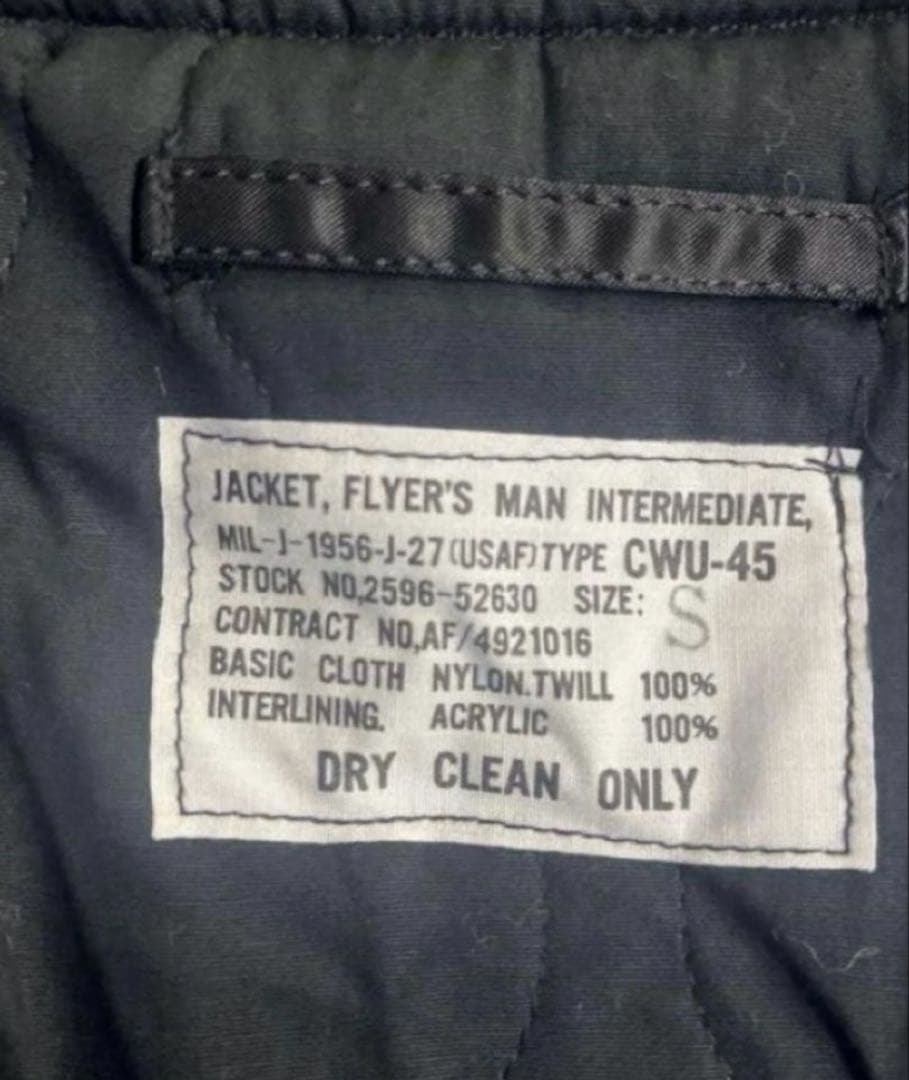 JACKET, FLYER'S MAN INTERMEDIATE,
MIL-J-1956-J-27(USAF)TYPE CWU-45
STOCK NO,2596-52630 SIZE: S
CONTRACT NO,AF/4921016
BASIC CLOTH NYLON.TWILL 100%
INTERLINING. ACRYLIC 100%
DRY CLEAN ONLY